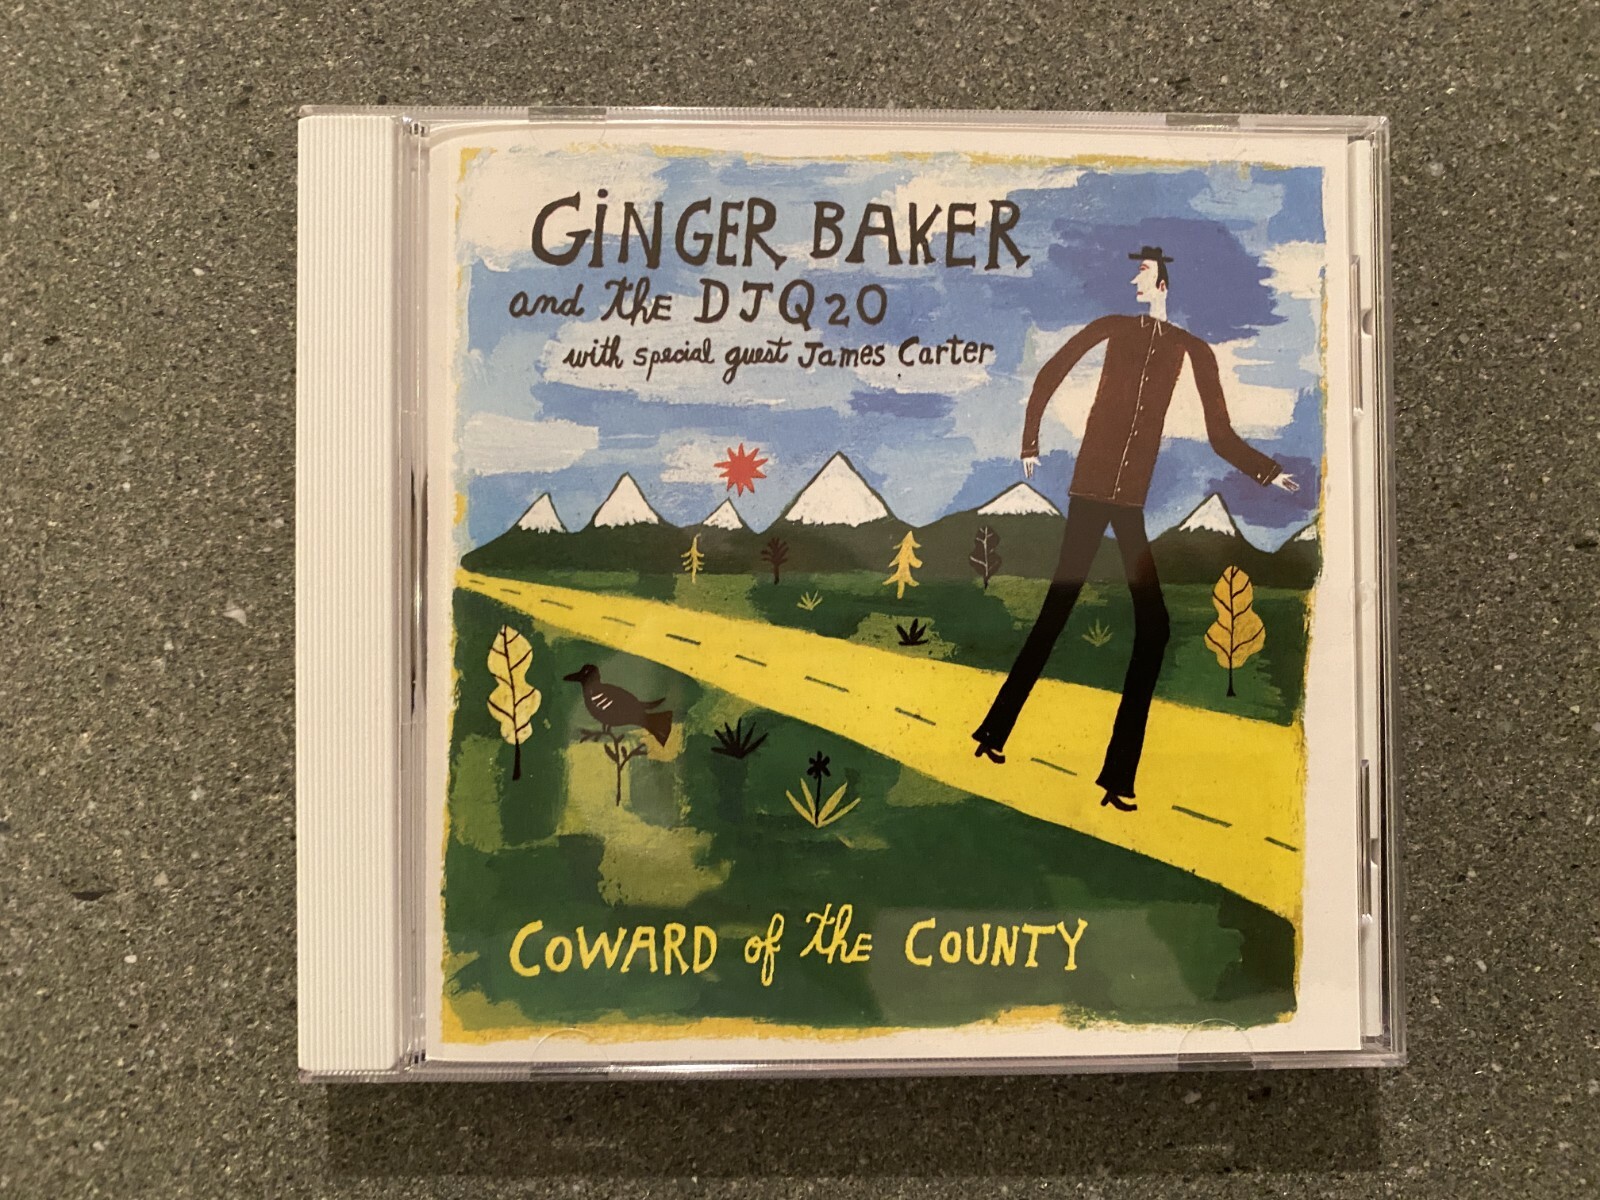 GiNGER BAKER
and the DJQ20
with special guest James Carter
COWARD of the COUNTY